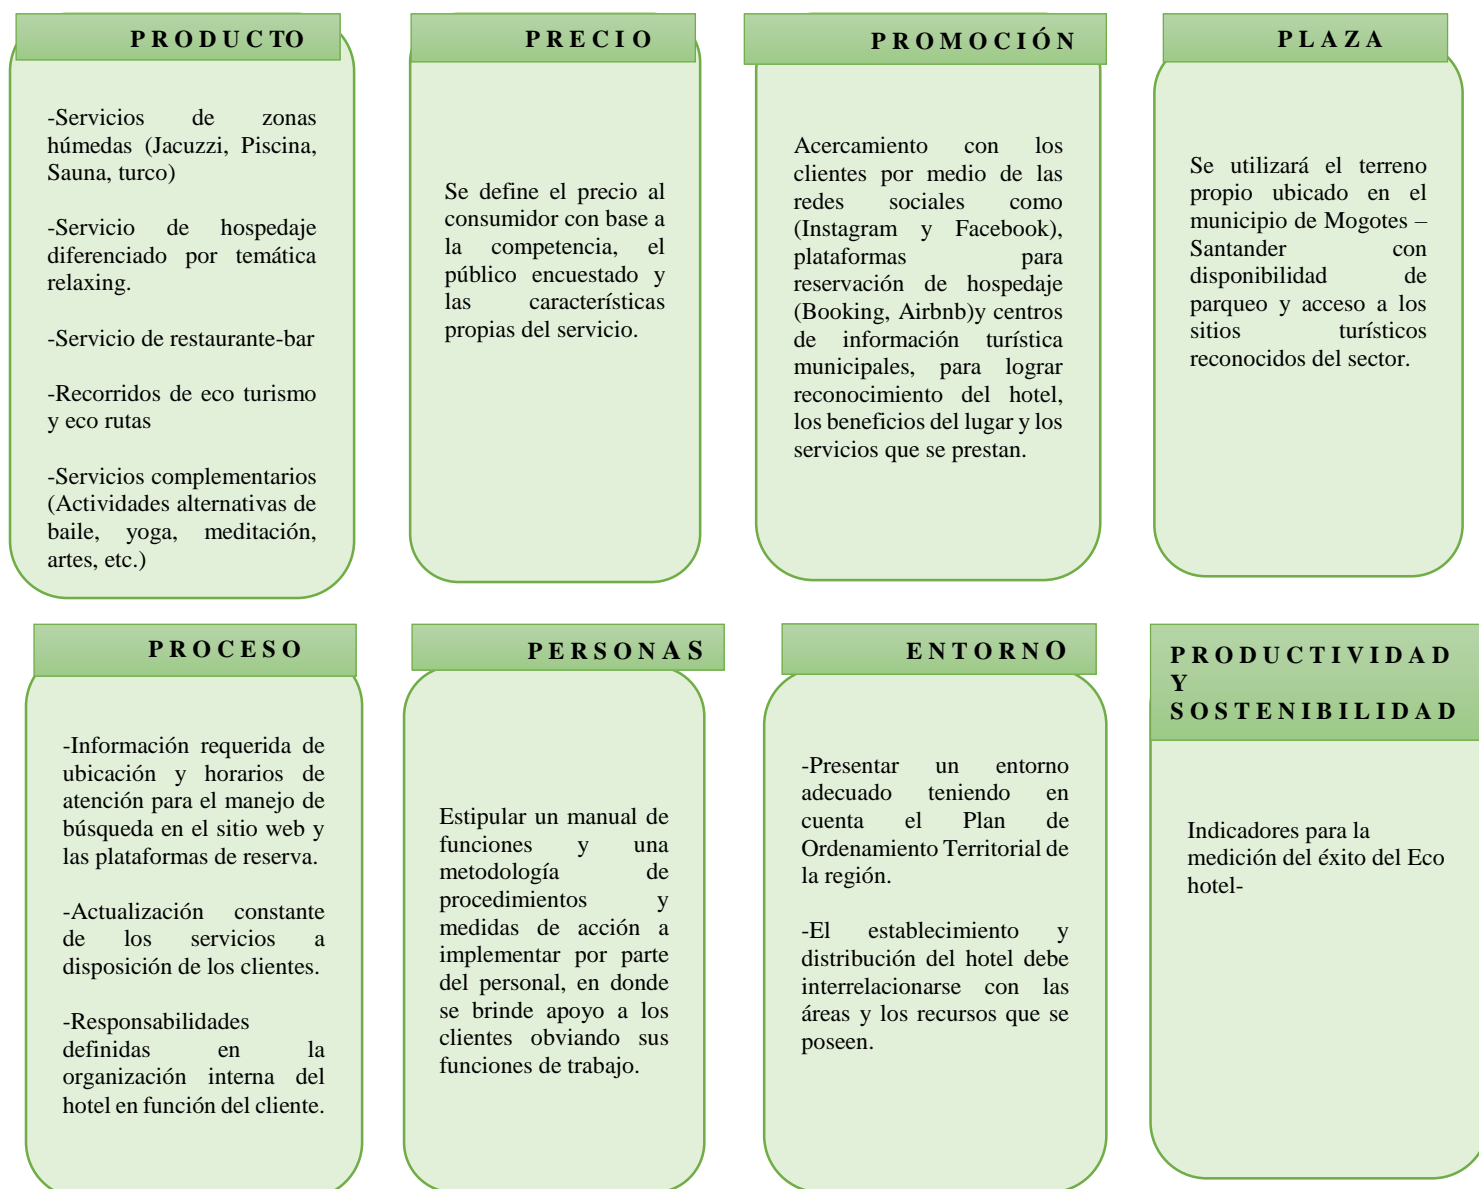 PRODUCTO
-Servicios de zonas
húmedas (Jacuzzi, Piscina,
Sauna, turco)
-Servicio de hospedaje
diferenciado por temática
relaxing.
-Servicio de restaurante-bar
-Recorridos de eco turismo
y eco rutas
-Servicios complementarios
(Actividades alternativas de
baile, yoga, meditación,
artes, etc.)
PRECIO
Se define el precio al
consumidor con base a
la competencia, el
público encuestado y
las características
propias del servicio.
PROMOCIÓN
Acercamiento con los
clientes por medio de las
redes sociales como
(Instagram y Facebook),
plataformas para
reservación de hospedaje
(Booking, Airbnb)y centros
de información turística
municipales, para lograr
reconocimiento del hotel,
los beneficios del lugar y los
servicios que se prestan.
PLAZA
Se utilizará el terreno
propio ubicado en el
municipio de Mogotes –
Santander con
disponibilidad de
parqueo y acceso a los
sitios turísticos
reconocidos del sector.
PROCESO
-Información requerida de
ubicación y horarios de
atención para el manejo de
búsqueda en el sitio web y
las plataformas de reserva.
-Actualización constante
de los servicios a
disposición de los clientes.
-Responsabilidades
definidas en la
organización interna del
hotel en función del cliente.
PERSONAS
Estipular un manual de
funciones y una
metodología de
procedimientos y
medidas de acción a
implementar por parte
del personal, en donde
se brinde apoyo a los
clientes obviando sus
funciones de trabajo.
ENTORNO
-Presentar un entorno
adecuado teniendo en
cuenta el Plan de
Ordenamiento Territorial de
la región.
-El establecimiento y
distribución del hotel debe
interrelacionarse con las
áreas y los recursos que se
poseen.
PRODUCTIVIDAD
Y
SOSTENIBILIDAD
Indicadores para la
medición del éxito del Eco
hotel-